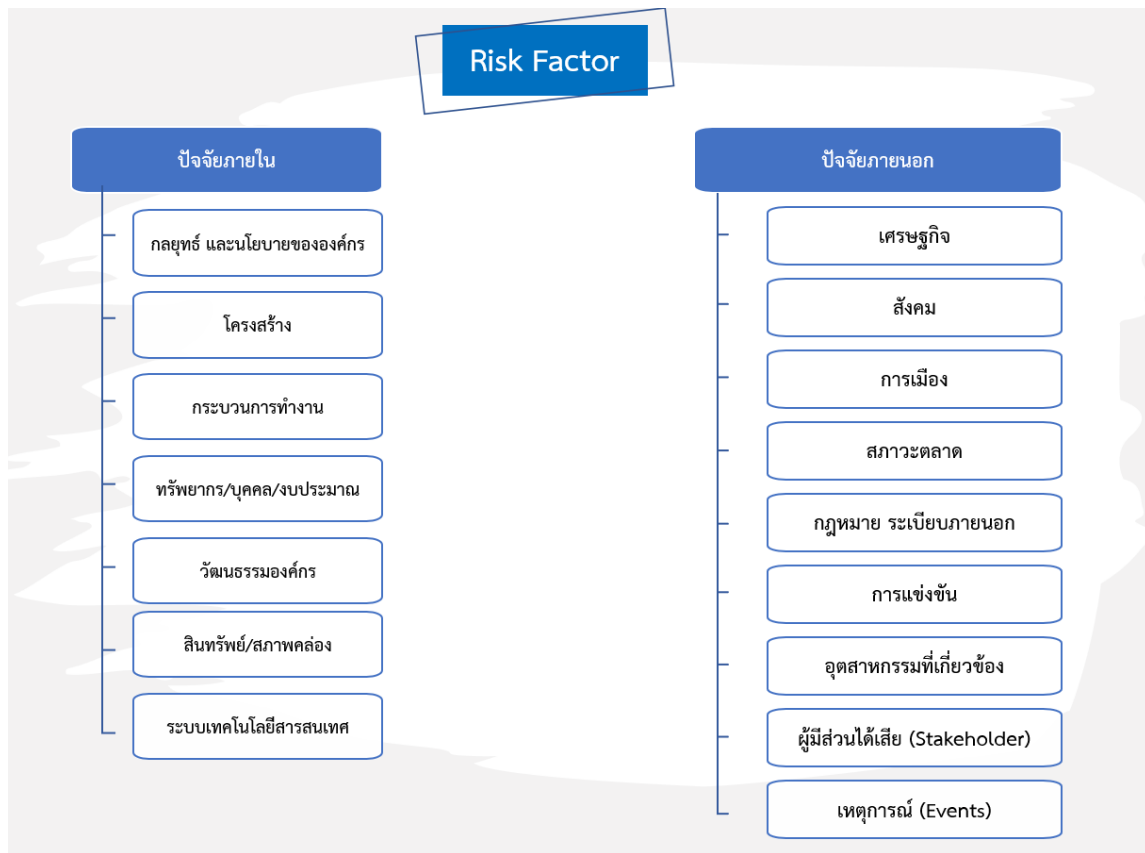 Risk Factor
ปัจจัยภายใน
กลยุทธ์ และนโยบายขององค์กร
โครงสร้าง
กระบวนการทำงาน
ทรัพยากร/บุคคล/งบประมาณ
วัฒนธรรมองค์กร
สินทรัพย์/สภาพคล่อง
ระบบเทคโนโลยีสารสนเทศ
ปัจจัยภายนอก
เศรษฐกิจ
สังคม
การเมือง
สภาวะตลาด
กฎหมาย ระเบียบภายนอก
การแข่งขัน
อุตสาหกรรมที่เกี่ยวข้อง
ผู้มีส่วนได้เสีย (Stakeholder)
เหตุการณ์ (Events)